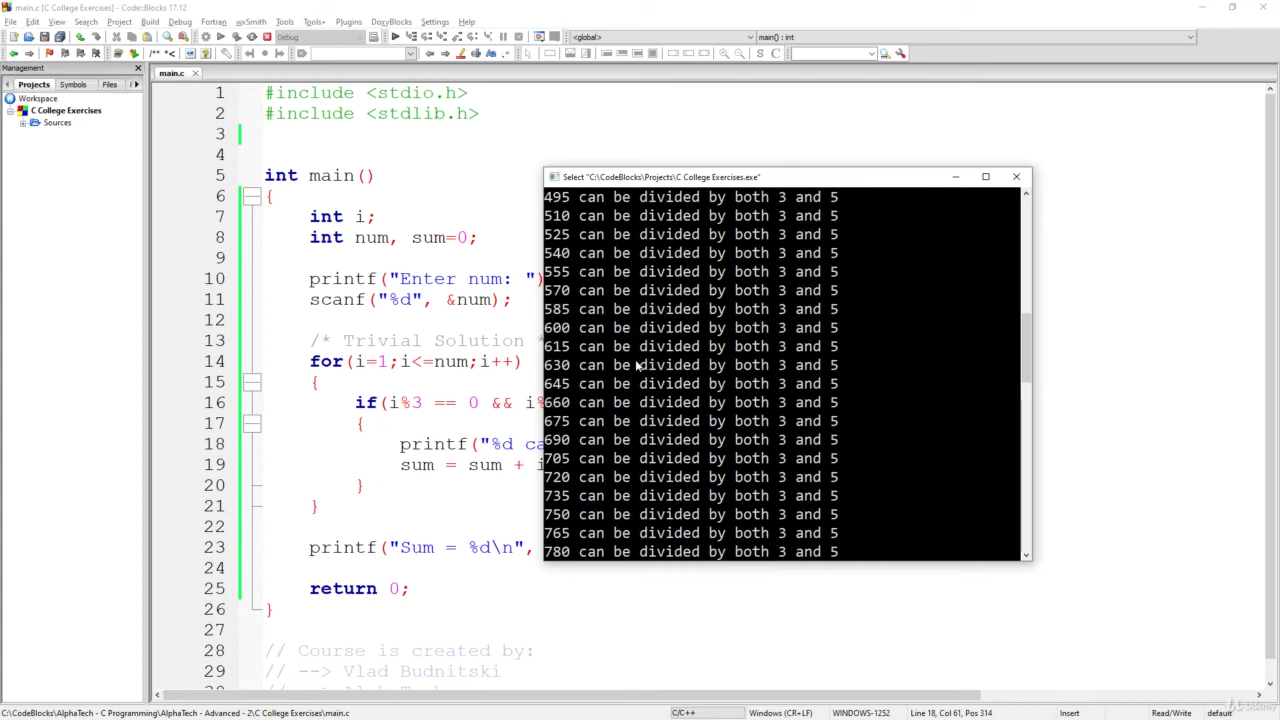 main.c [C College Exercises] - Code::Blocks 17.12
File Edit View Search Project Build Debug Fortran wxSmith Tools Tools+ Plugins DoxyBlocks Settings Help
Debug <global> main() : int
Management
Projects Symbols Files
Workspace
C College Exercises
Sources
main.c
1 #include <stdio.h>
2 #include <stdlib.h>
3
4
5 int main()
6 {
7 int i;
8 int num, sum=0;
9
10 printf("Enter num: ")
11 scanf("%d", &num);
12
13 /* Trivial Solution *
14 for(i=1;i<=num;i++)
15 {
16 if(i%3 == 0 && i%
17 {
18 printf("%d ca
19 sum = sum + i
20 }
21 }
22
23 printf("Sum = %d\n",
24
25 return 0;
26 }
27
28 // Course is created by:
29 // --> Vlad Budnitski
Select "C:\CodeBlocks\Projects\C College Exercises.exe"
495 can be divided by both 3 and 5
510 can be divided by both 3 and 5
525 can be divided by both 3 and 5
540 can be divided by both 3 and 5
555 can be divided by both 3 and 5
570 can be divided by both 3 and 5
585 can be divided by both 3 and 5
600 can be divided by both 3 and 5
615 can be divided by both 3 and 5
630 can be divided by both 3 and 5
645 can be divided by both 3 and 5
660 can be divided by both 3 and 5
675 can be divided by both 3 and 5
690 can be divided by both 3 and 5
705 can be divided by both 3 and 5
720 can be divided by both 3 and 5
735 can be divided by both 3 and 5
750 can be divided by both 3 and 5
765 can be divided by both 3 and 5
780 can be divided by both 3 and 5
C:\CodeBlocks\AlphaTech - C Programming\AlphaTech - Advanced - 2\C College Exercises\main.c C/C++ Windows (CR+LF) WINDOWS-1252 Line 18, Col 61, Pos 314 Insert Read/Write default
Udemy